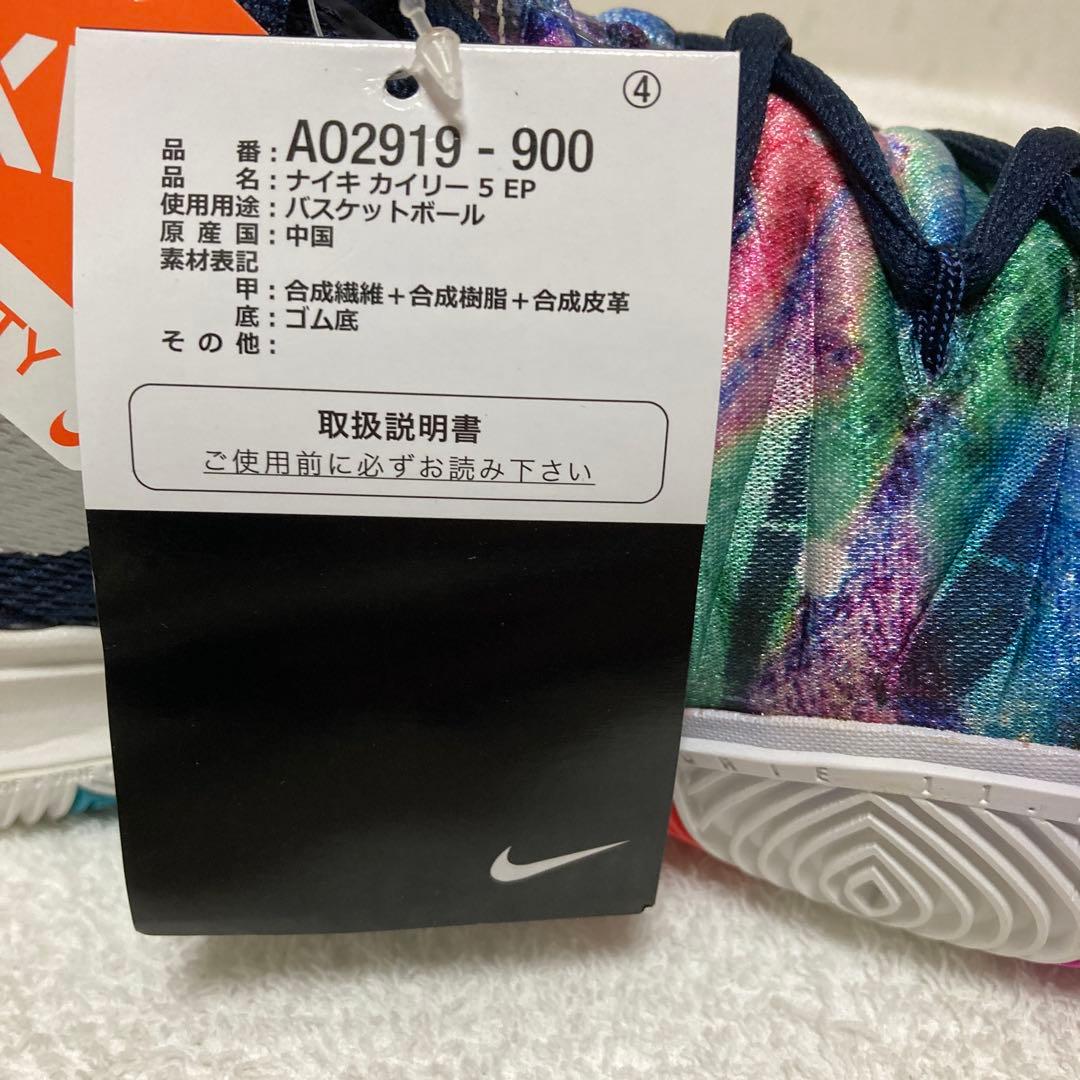 ④
品 番 : AO2919 - 900
品 名 : ナイキ カイリー 5 EP
使用用途 : バスケットボール
原 産 国 : 中国
素材表記
甲 : 合成繊維＋合成樹脂＋合成皮革
底 : ゴム底
そ の 他 :
取扱説明書
ご使用前に必ずお読み下さい
TY